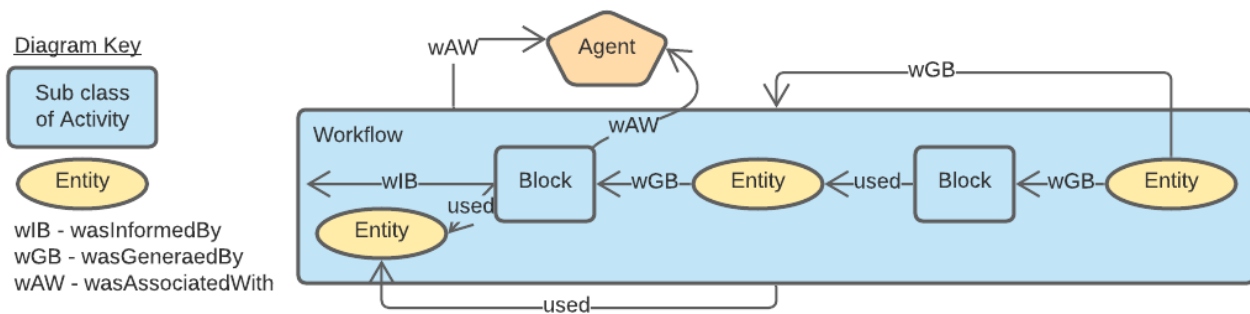 Diagram Key
Sub class
of Activity
Entity
wIB - wasInformedBy
wGB - wasGeneraedBy
wAW - wasAssociatedWith
wAW
Agent
wGB
wAW
Workflow
wIB
Block
wGB
Entity
used
Block
wGB
Entity
used
Entity
used